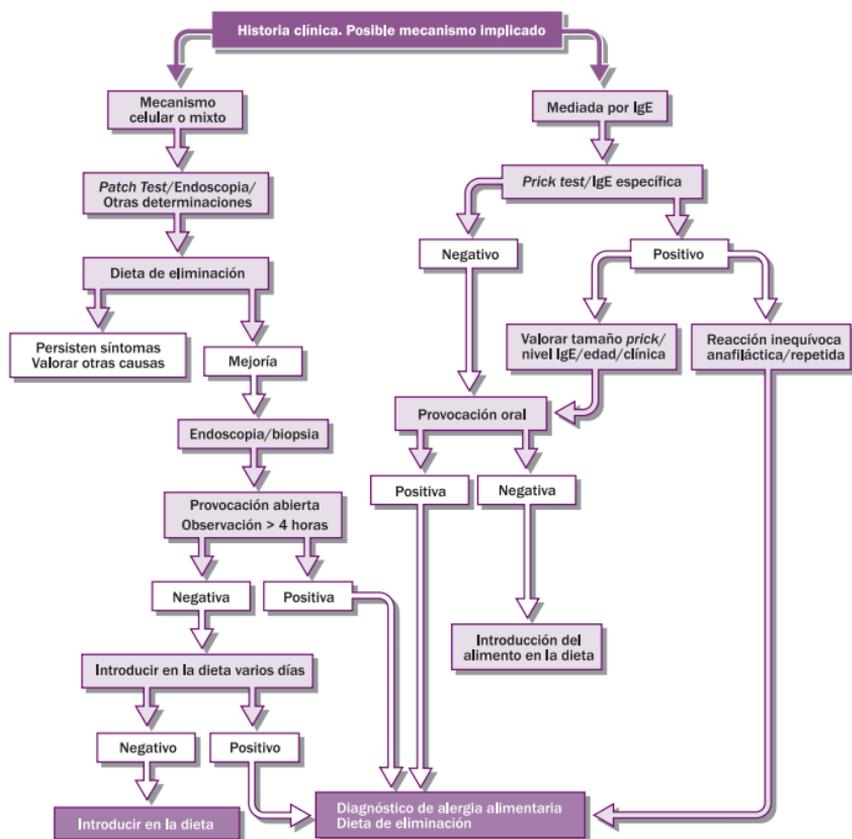 Historia clínica. Posible mecanismo implicado
Mecanismo
celular o mixto
Mediada por IgE
Patch Test/Endoscopia/
Otras determinaciones
Prick test/IgE específica
Negativo
Positivo
Dieta de eliminación
Persisten síntomas
Valorar otras causas
Mejoría
Valorar tamaño prick/
nivel IgE/edad/clínica
Reacción inequívoca
anafiláctica/repetida
Provocación oral
Endoscopia/biopsia
Positiva
Negativa
Provocación abierta
Observación > 4 horas
Negativa
Positiva
Introducción del
alimento en la dieta
Introducir en la dieta varios días
Negativo
Positivo
Introducir en la dieta
Diagnóstico de alergia alimentaria
Dieta de eliminación